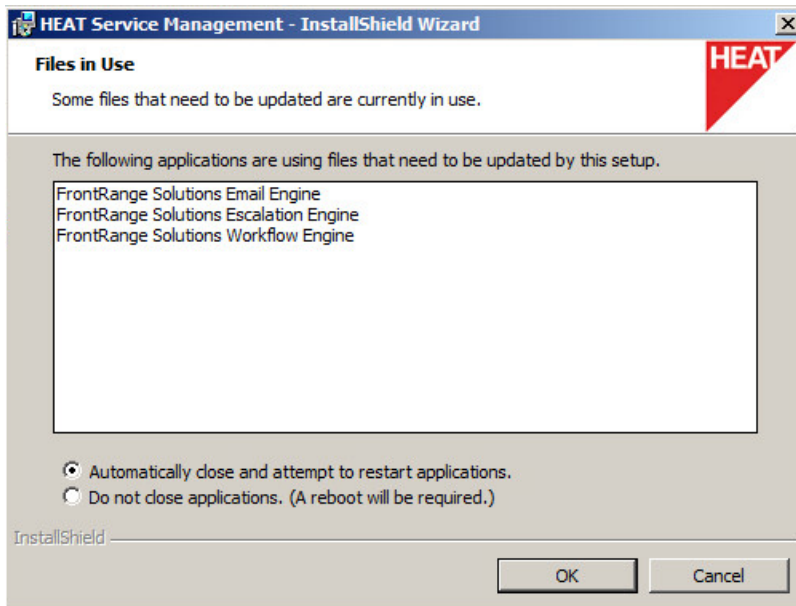 HEAT Service Management - InstallShield Wizard
Files in Use
Some files that need to be updated are currently in use.
HEAT
The following applications are using files that need to be updated by this setup.
FrontRange Solutions Email Engine
FrontRange Solutions Escalation Engine
FrontRange Solutions Workflow Engine
Automatically close and attempt to restart applications.
Do not close applications. (A reboot will be required.)
InstallShield
OK
Cancel